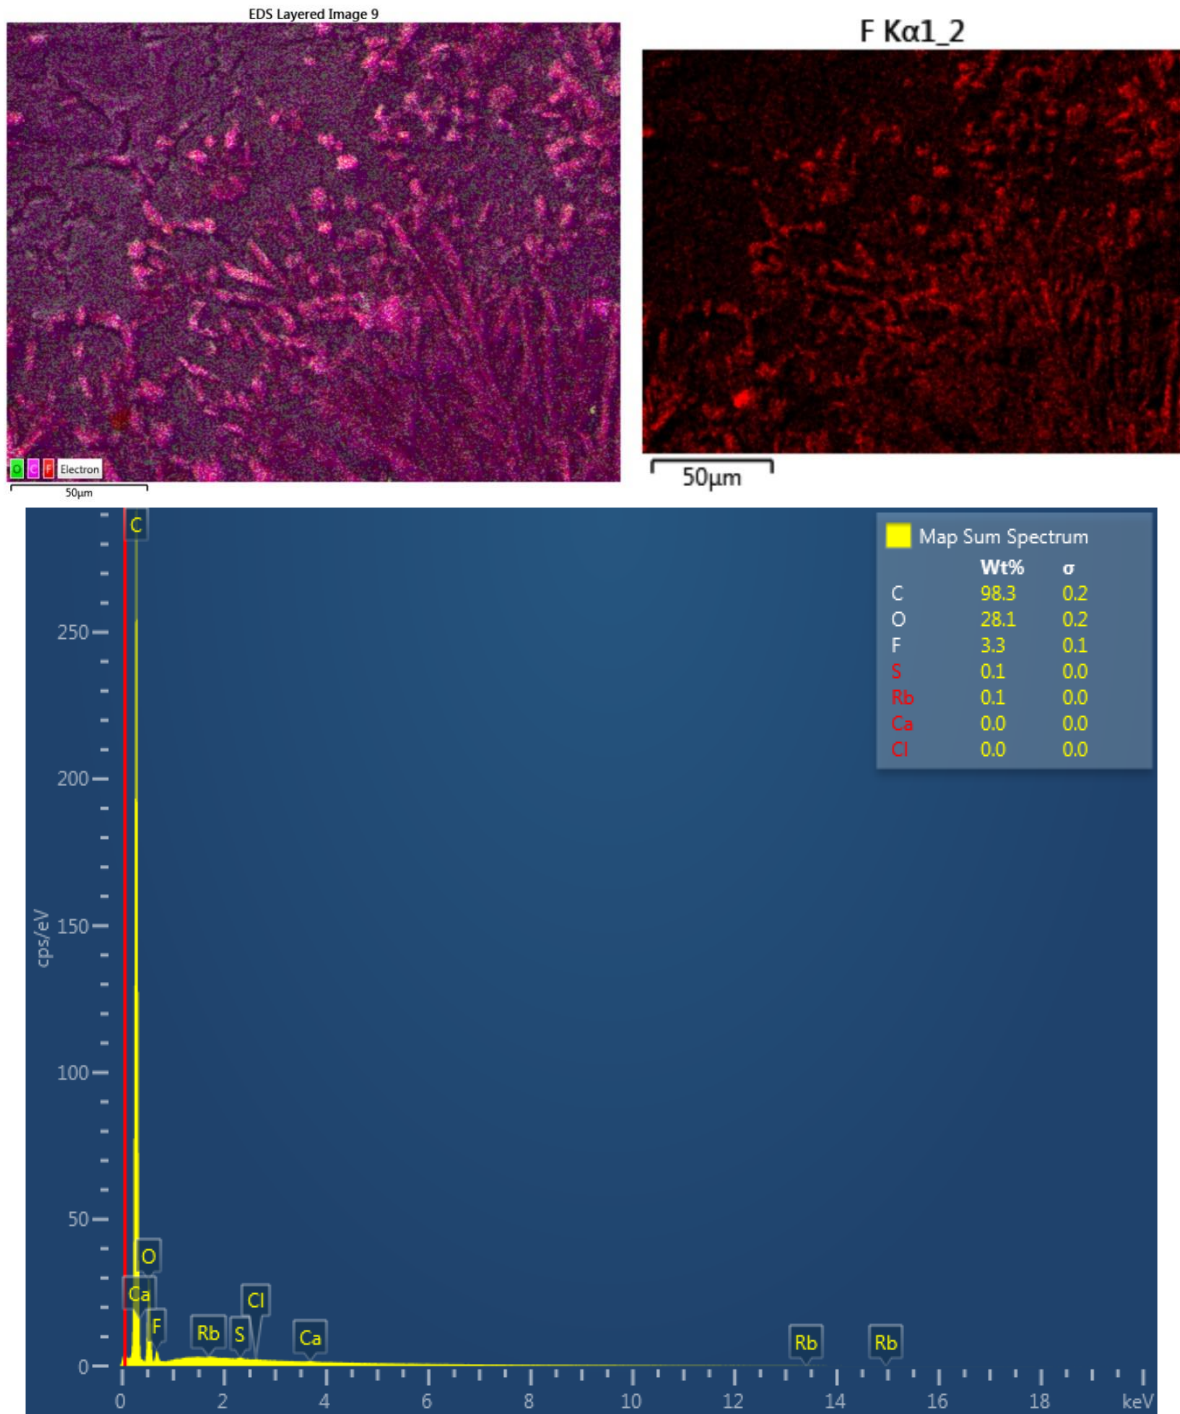 EDS Layered Image 9
F Kα1_2
O C F Electron
50µm
50µm
Map Sum Spectrum
Wt% σ
C 98.3 0.2
O 28.1 0.2
F 3.3 0.1
S 0.1 0.0
Rb 0.1 0.0
Ca 0.0 0.0
Cl 0.0 0.0
C
250
200
150
cps/eV
100
50
O
Ca
Cl
F
Rb
S
Ca
Rb
Rb
0
0 2 4 6 8 10 12 14 16 18 keV